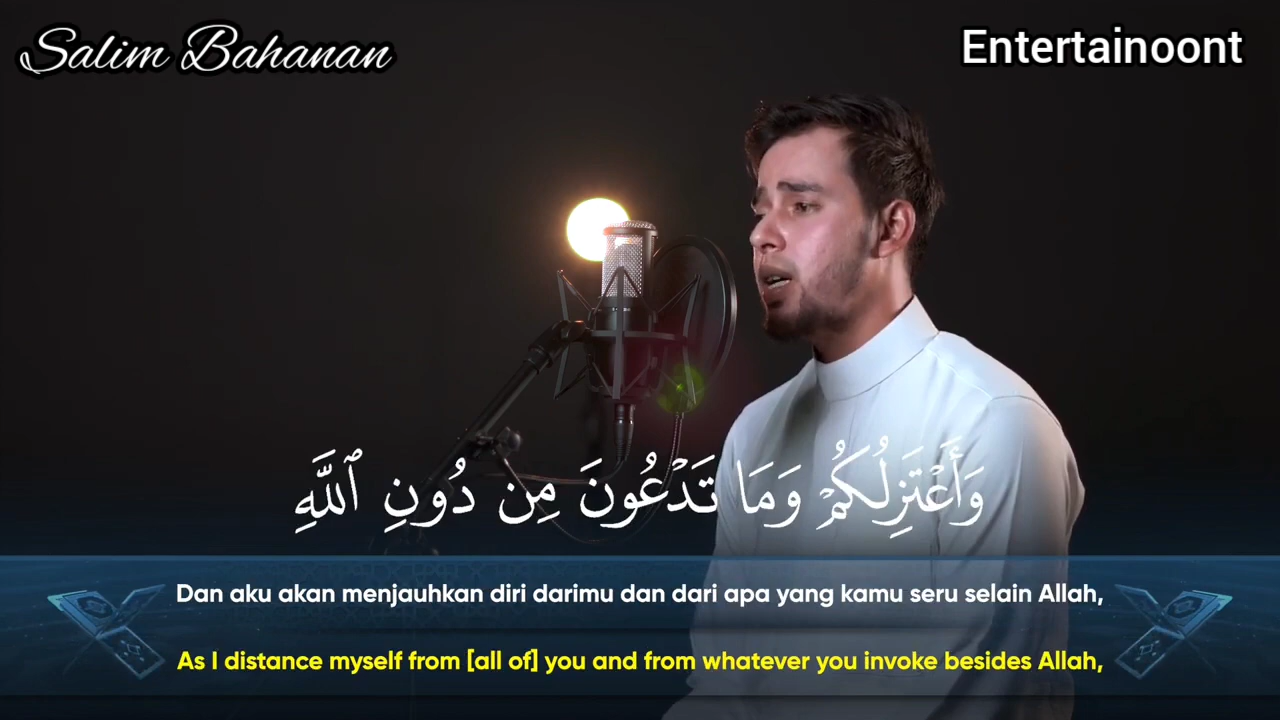 Salim Bahanan
Entertainoont
وَأَعْتَزِلُكُمْ وَمَا تَدْعُونَ مِن دُونِ ٱللَّهِ
Dan aku akan menjauhkan diri darimu dan dari apa yang kamu seru selain Allah,
As I distance myself from [all of] you and from whatever you invoke besides Allah,